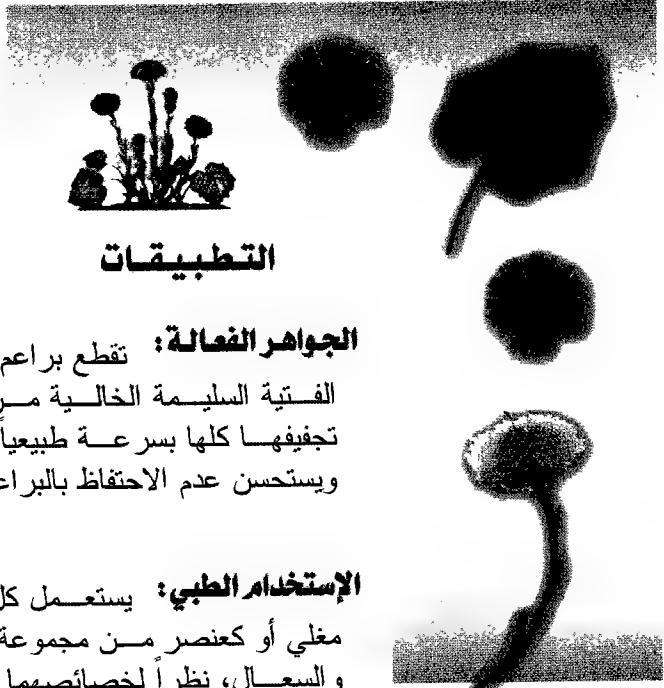 التطبيقات
الجواهر الفعالة: تقطع براعم
الفتية السليمة الخالية مـن
تجفيفها كلها بسرعة طبيعياً
ويستحسن عدم الاحتفاظ بالبراع
الإستخدام الطبي: يستعمل كل
مغلي أو كعنصر من مجموعة
والسعال، نظراً لخصائصهما